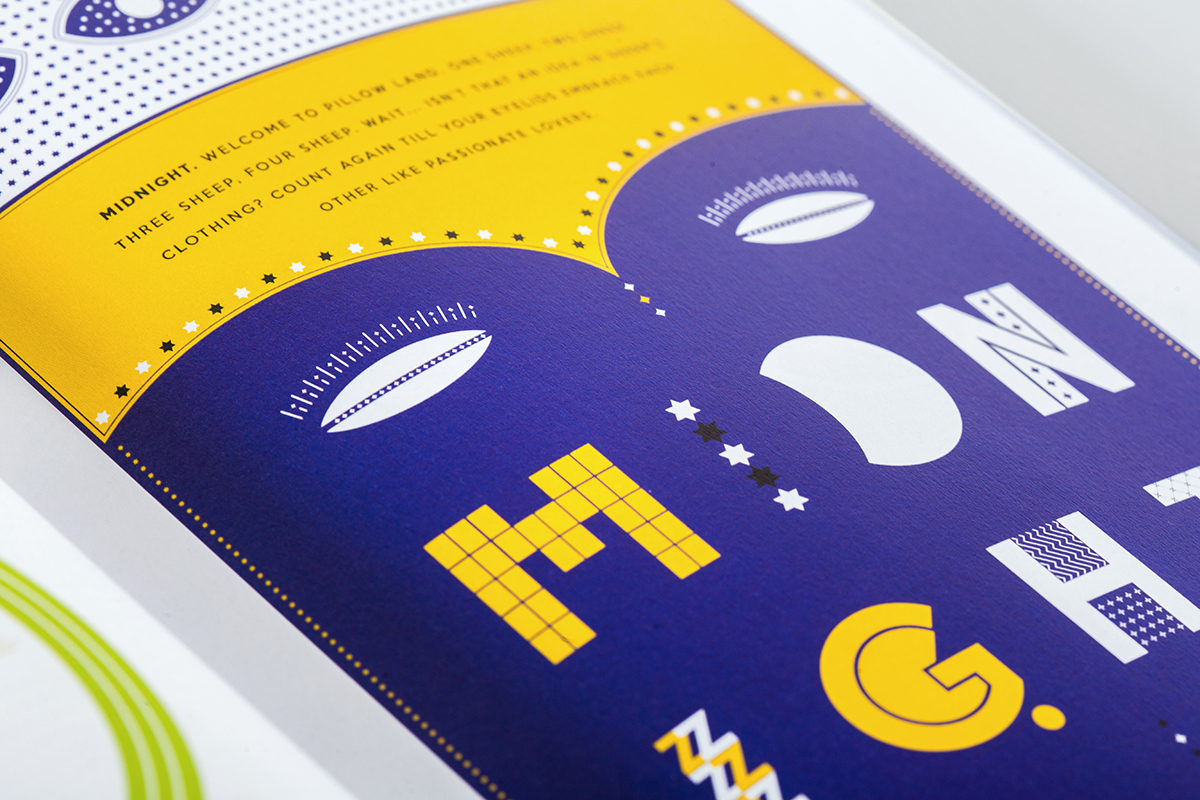 MIDNIGHT. WELCOME TO PILLOW LAND. ONE SHEEP, TWO SHEEP
THREE SHEEP, FOUR SHEEP. WAIT... ISN'T THAT AN IDEA IN SHEEP'S
CLOTHING? COUNT AGAIN TILL YOUR EYELIDS EMBRACE EACH
OTHER LIKE PASSIONATE LOVERS
M N
G. H